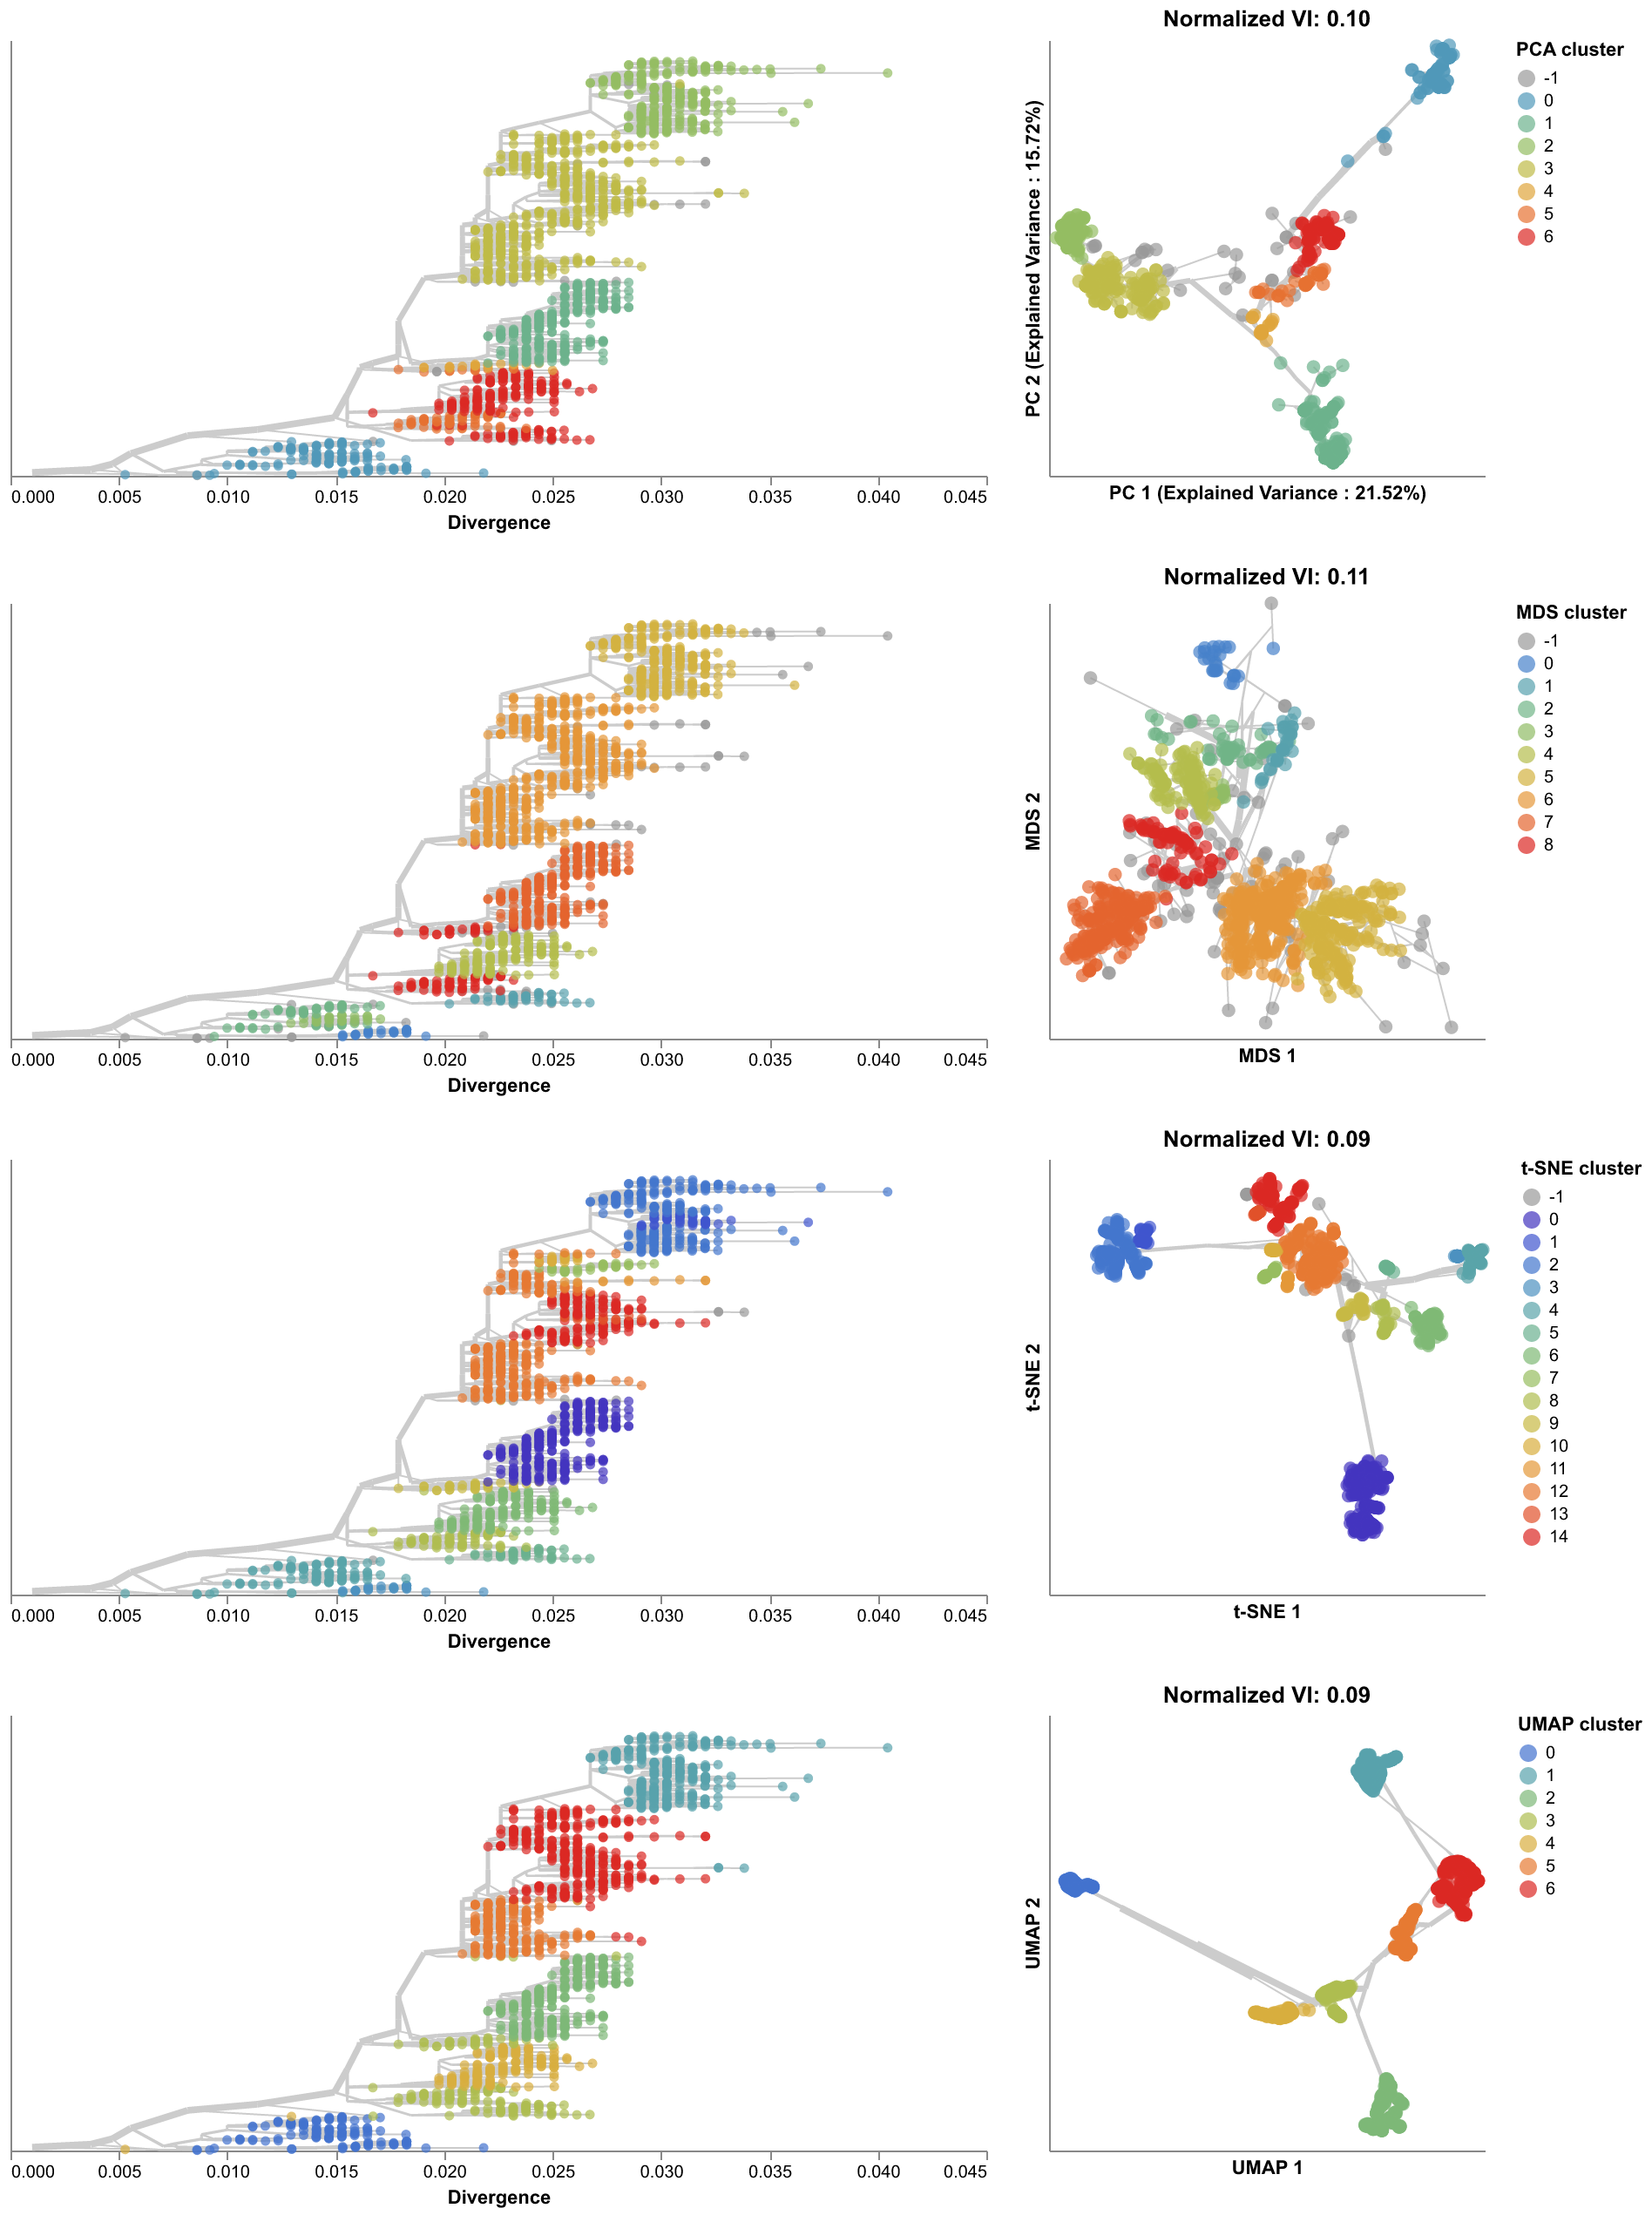 Normalized VI: 0.10
PCA cluster
-1
0
1
2
3
4
5
6
PC 2 (Explained Variance : 15.72%)
0.000 0.005 0.010 0.015 0.020 0.025 0.030 0.035 0.040 0.045
Divergence
PC 1 (Explained Variance : 21.52%)
Normalized VI: 0.11
MDS cluster
-1
0
1
2
3
4
5
6
7
8
MDS 2
0.000 0.005 0.010 0.015 0.020 0.025 0.030 0.035 0.040 0.045
Divergence
MDS 1
Normalized VI: 0.09
t-SNE cluster
-1
0
1
2
3
4
5
6
7
8
9
10
11
12
13
14
t-SNE 2
0.000 0.005 0.010 0.015 0.020 0.025 0.030 0.035 0.040 0.045
Divergence
t-SNE 1
Normalized VI: 0.09
UMAP cluster
0
1
2
3
4
5
6
UMAP 2
0.000 0.005 0.010 0.015 0.020 0.025 0.030 0.035 0.040 0.045
Divergence
UMAP 1